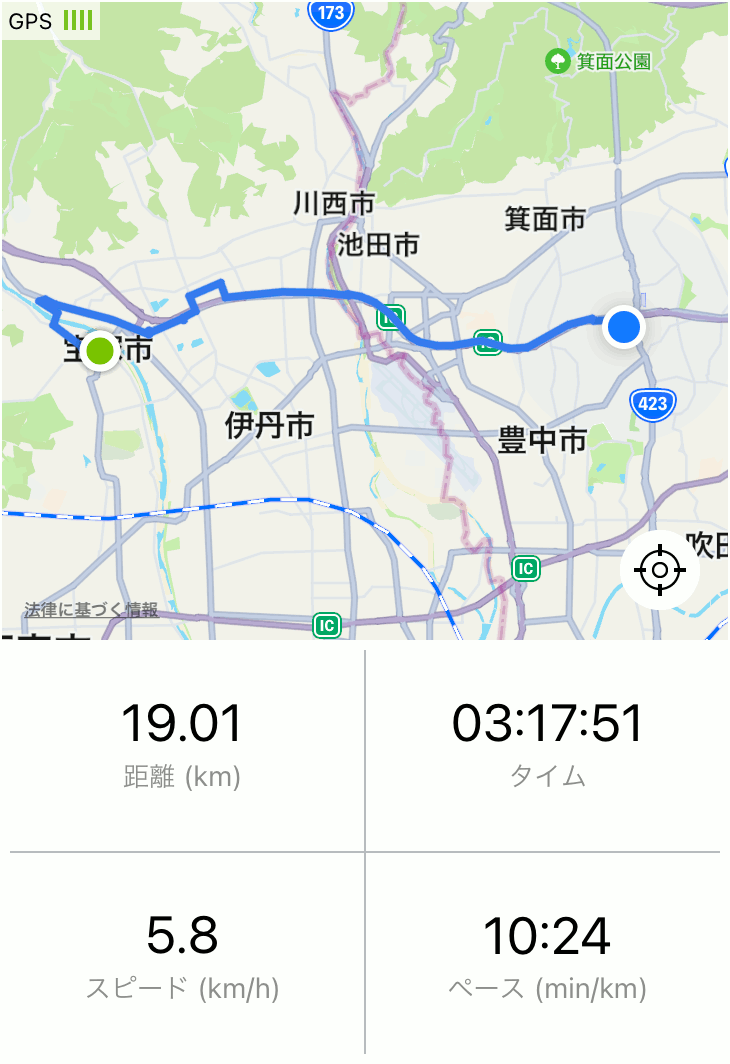 GPS
173
箕面公園
川西市
箕面市
池田市
IC
IC
宝塚市
423
伊丹市
豊中市
吹田
IC
法律に基づく情報
IC
19.01
距離 (km)
03:17:51
タイム
5.8
スピード (km/h)
10:24
ペース (min/km)